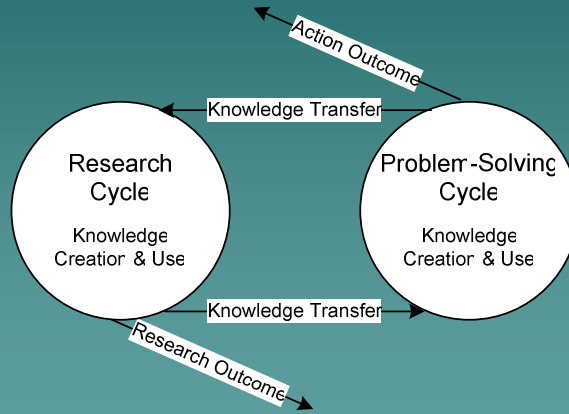 Action Outcome
Knowledge Transfer
Research
Cycle
Knowledge
Creation & Use
Problem-Solving
Cycle
Knowledge
Creation & Use
Knowledge Transfer
Research Outcome